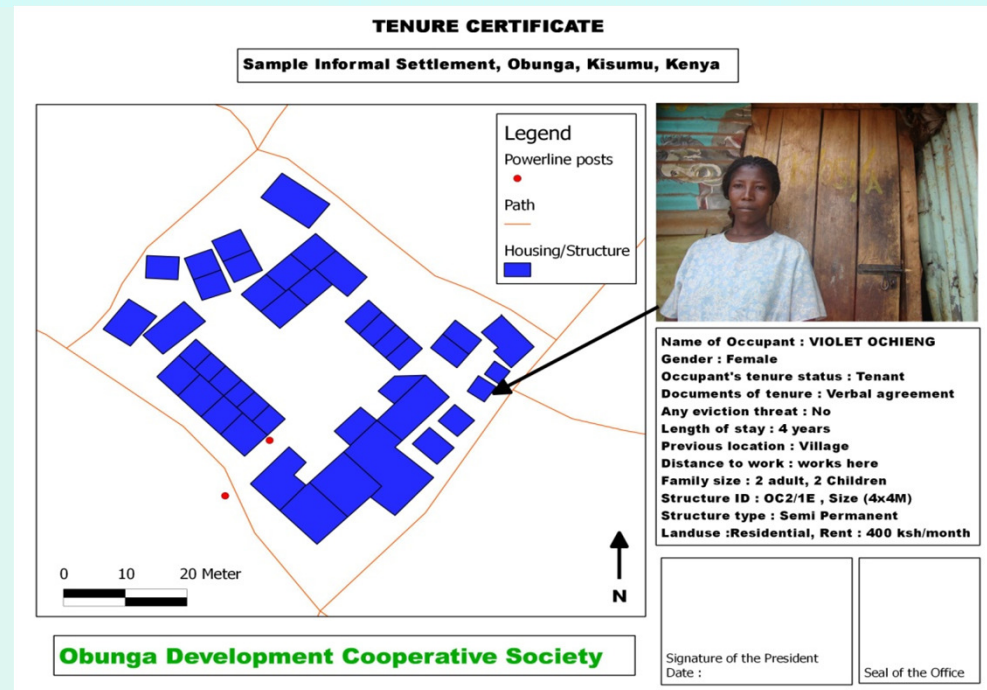 TENURE CERTIFICATE
Sample Informal Settlement, Obunga, Kisumu, Kenya
Legend
Powerline posts
Path
Housing/Structure
0 10 20 Meter
N
Name of Occupant : VIOLET OCHIENG
Gender : Female
Occupant's tenure status : Tenant
Documents of tenure : Verbal agreement
Any eviction threat : No
Length of stay : 4 years
Previous location : Village
Distance to work : works here
Family size : 2 adult, 2 Children
Structure ID : OC2/1E , Size (4x4M)
Structure type : Semi Permanent
Landuse :Residential, Rent : 400 ksh/month
Obunga Development Cooperative Society
Signature of the President
Date :
Seal of the Office